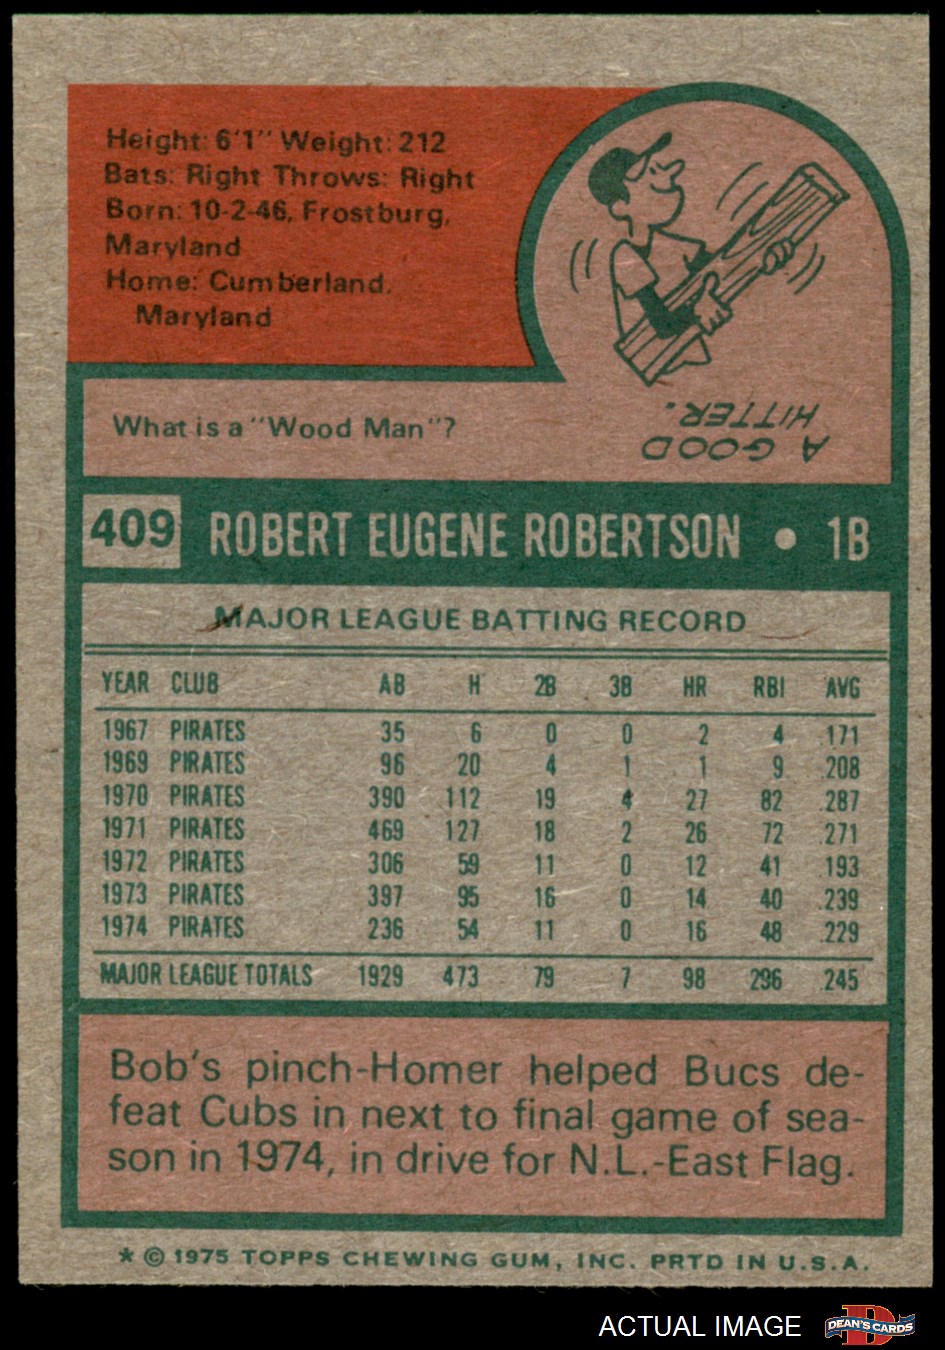 Height: 6'1" Weight: 212
Bats: Right Throws: Right
Born: 10-2-46, Frostburg,
Maryland
Home: Cumberland,
Maryland
What is a "Wood Man"?
A GOOD
HITTER.
409 ROBERT EUGENE ROBERTSON • 1B
MAJOR LEAGUE BATTING RECORD
YEAR CLUB AB H 2B 3B HR RBI AVG
1967 PIRATES 35 6 0 0 2 4 .171
1969 PIRATES 96 20 4 1 1 9 .208
1970 PIRATES 390 112 19 4 27 82 .287
1971 PIRATES 469 127 18 2 26 72 .271
1972 PIRATES 306 59 11 0 12 41 .193
1973 PIRATES 397 95 16 0 14 40 .239
1974 PIRATES 236 54 11 0 16 48 .229
MAJOR LEAGUE TOTALS 1929 473 79 7 98 296 .245
Bob's pinch-Homer helped Bucs de-
feat Cubs in next to final game of sea-
son in 1974, in drive for N.L.-East Flag.
* © 1975 TOPPS CHEWING GUM, INC. PRTD IN U.S.A.
ACTUAL IMAGE
D
DEAN'S CARDS